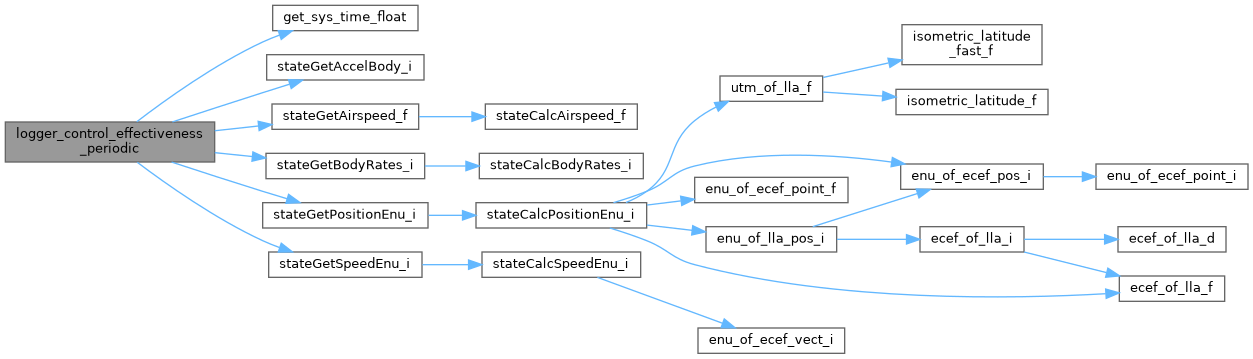 logger_control_effectiveness
_periodic
get_sys_time_float
stateGetAccelBody_i
stateGetAirspeed_f
stateCalcAirspeed_f
stateGetBodyRates_i
stateCalcBodyRates_i
stateGetPositionEnu_i
stateCalcPositionEnu_i
utm_of_lla_f
isometric_latitude
_fast_f
isometric_latitude_f
enu_of_ecef_point_f
enu_of_lla_pos_i
enu_of_ecef_pos_i
enu_of_ecef_point_i
ecef_of_lla_i
ecef_of_lla_d
ecef_of_lla_f
stateGetSpeedEnu_i
stateCalcSpeedEnu_i
enu_of_ecef_vect_i